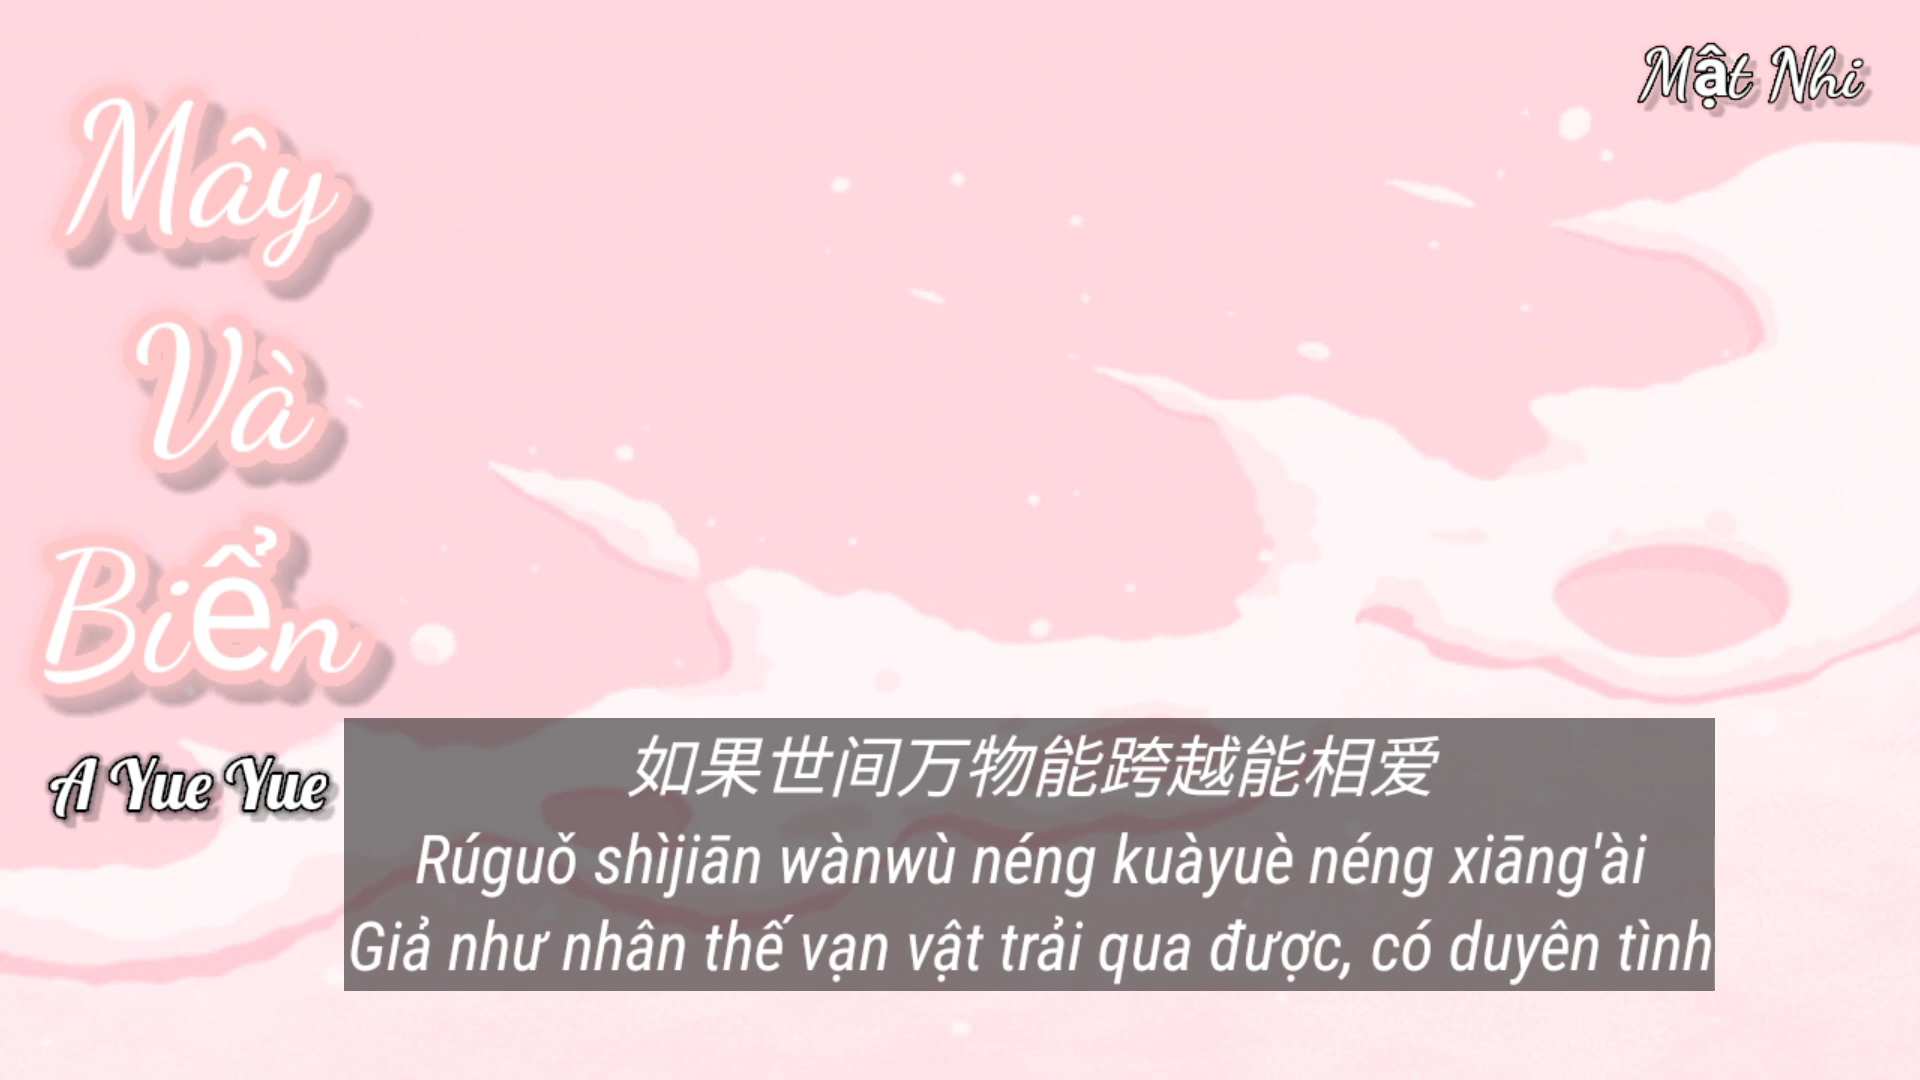 Mật Nhi
Mây
Và
Biển
A Yue Yue
如果世间万物能跨越能相爱
Rúguǒ shìjiān wànwù néng kuàyuè néng xiāng'ài
Giả như nhân thế vạn vật trải qua được, có duyên tình